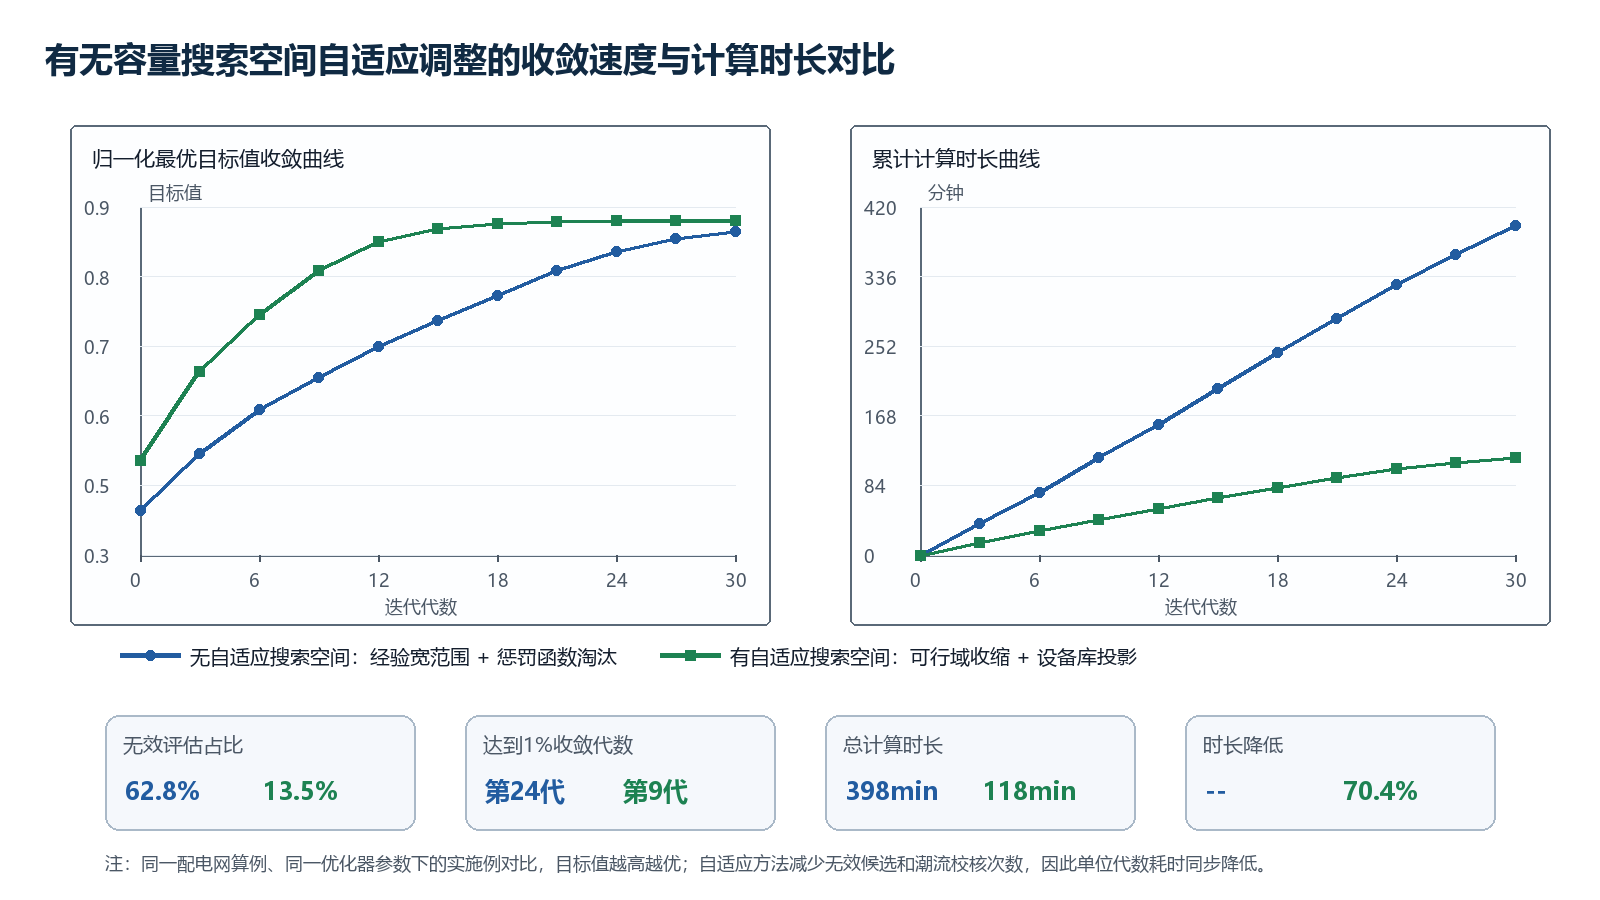 有无容量搜索空间自适应调整的收敛速度与计算时长对比
归一化最优目标值收敛曲线
目标值
0.9
0.8
0.7
0.6
0.5
0.3
0 6 12 18 24 30
迭代代数
累计计算时长曲线
分钟
420
336
252
168
84
0
0 6 12 18 24 30
迭代代数
无自适应搜索空间：经验宽范围 + 惩罚函数淘汰
有自适应搜索空间：可行域收缩 + 设备库投影
无效评估占比
62.8% 13.5%
达到1%收敛代数
第24代 第9代
总计算时长
398min 118min
时长降低
-- 70.4%
注：同一配电网算例、同一优化器参数下的实施例对比，目标值越高越优；自适应方法减少无效候选和潮流校核次数，因此单位代数耗时同步降低。